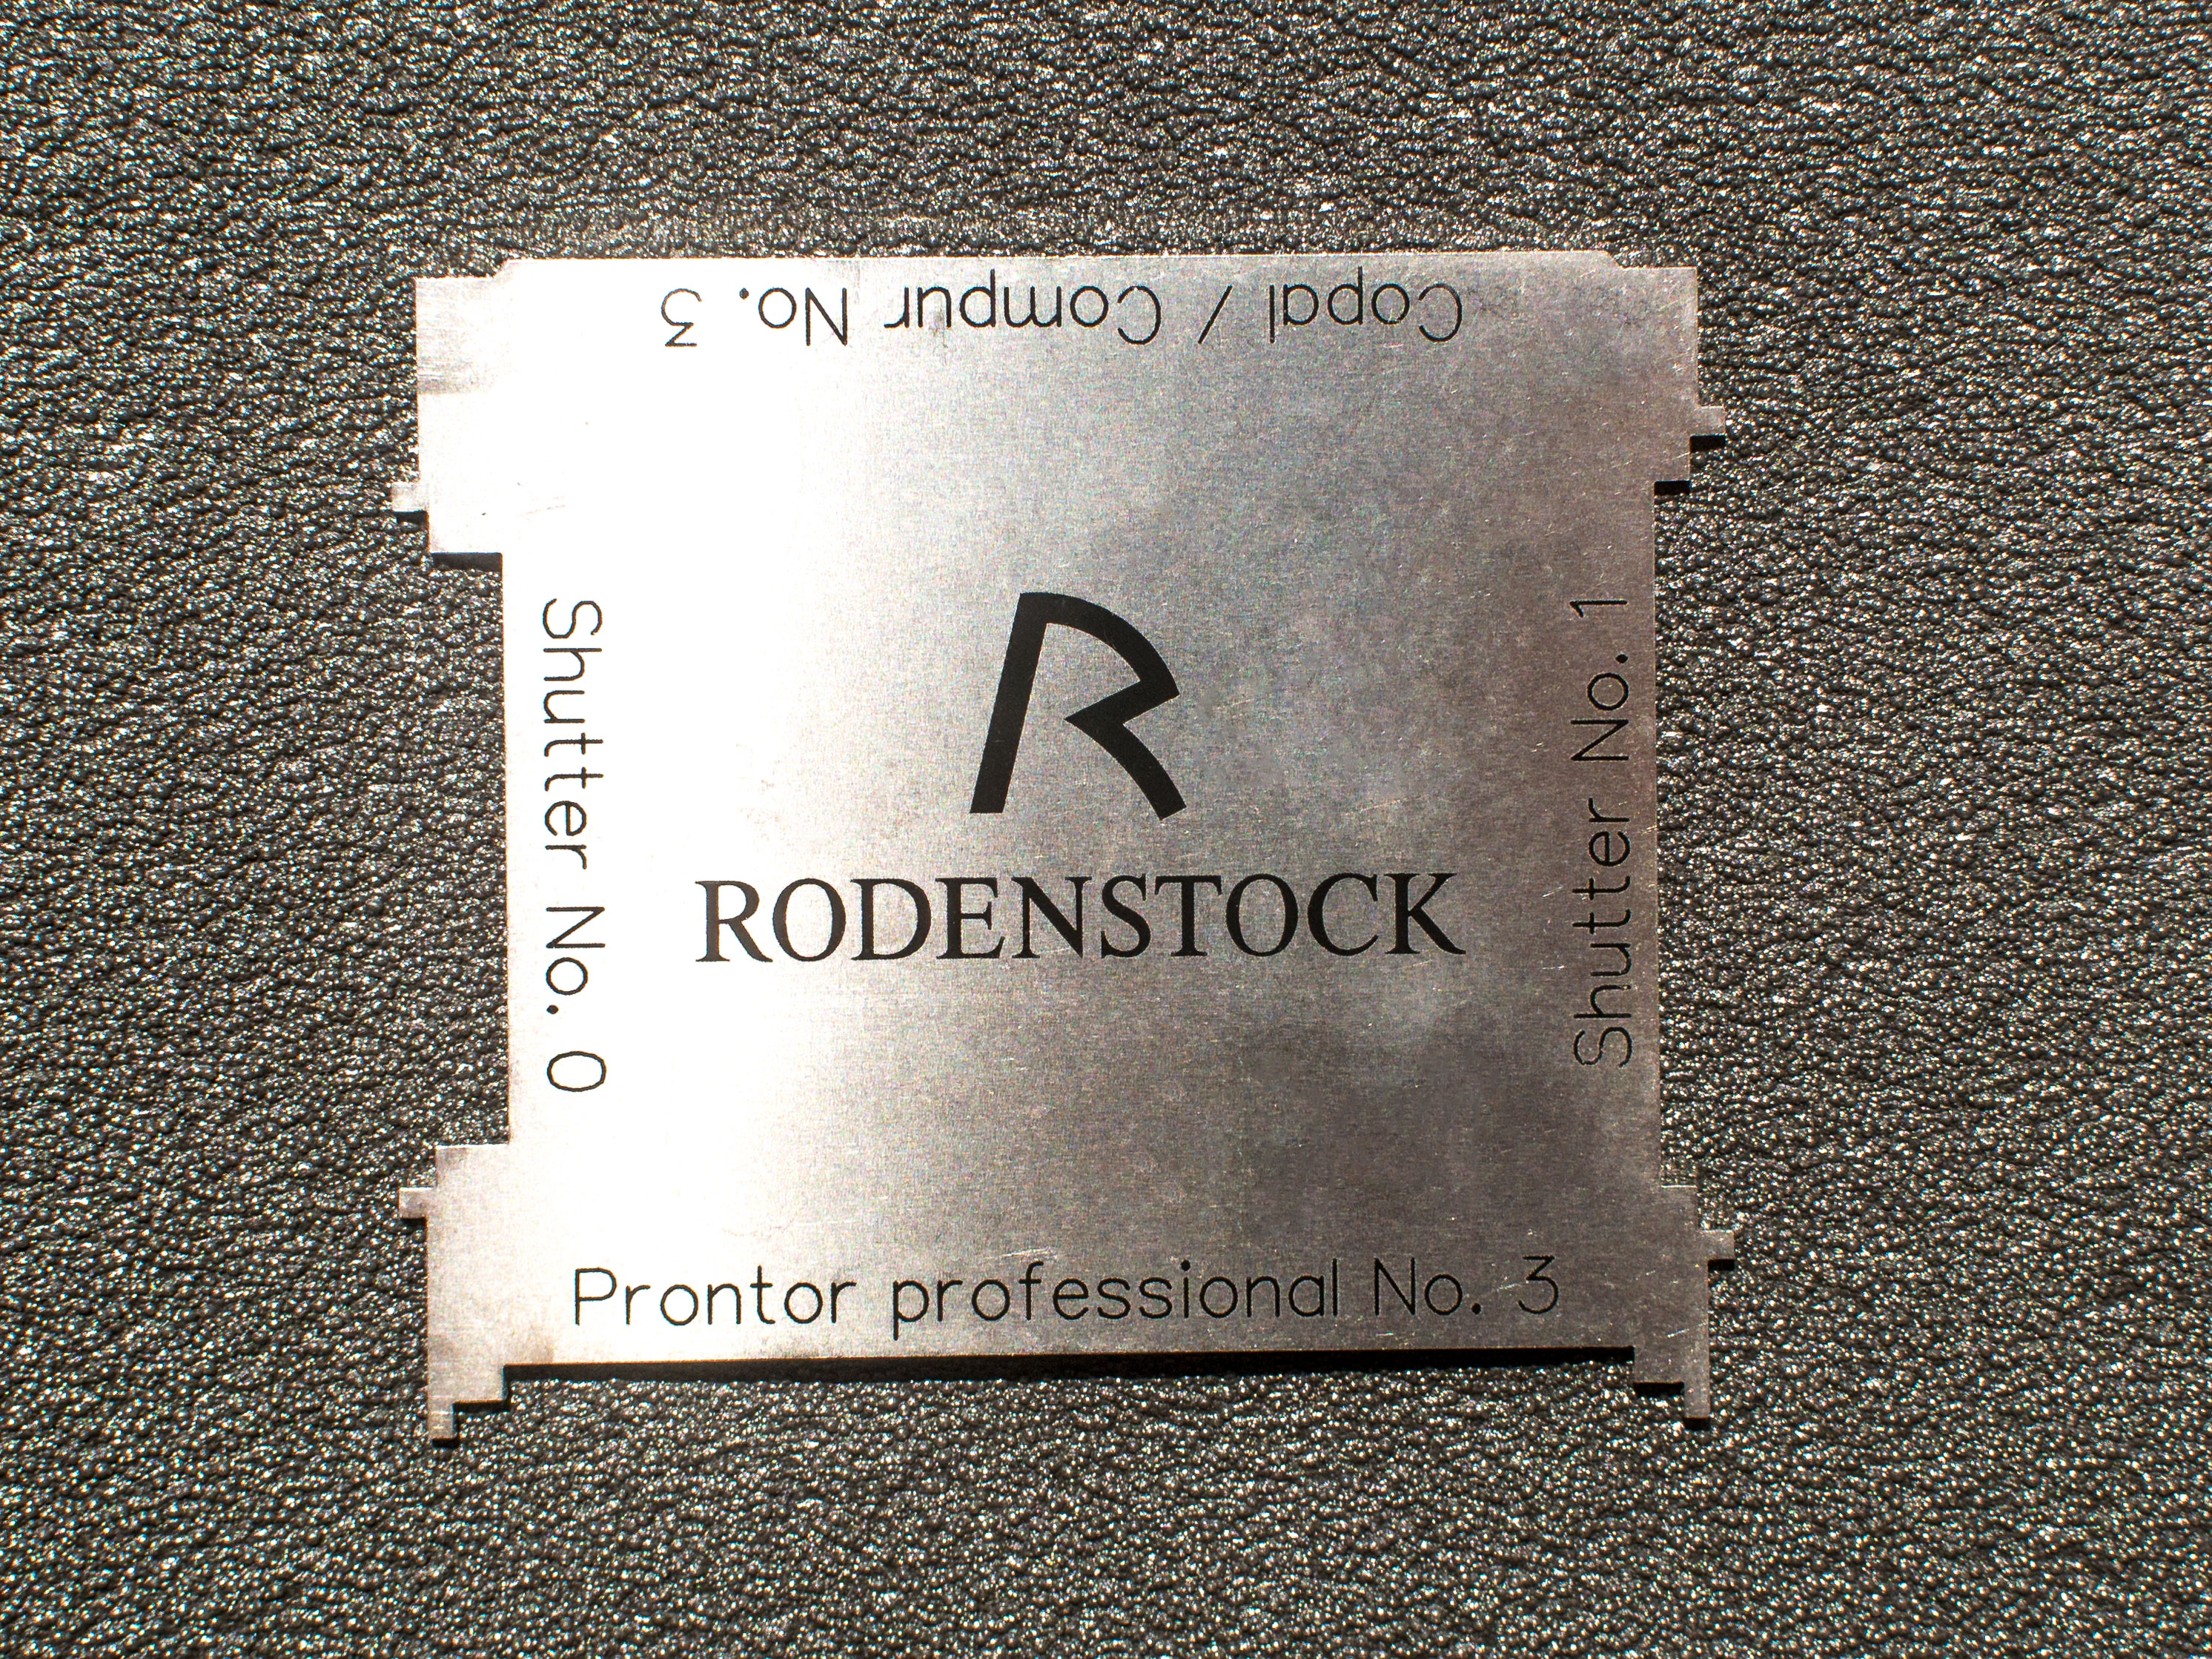 Copal / Compur No. 3
Shutter No. 0
R
RODENSTOCK
Shutter No. 1
Prontor professional No. 3